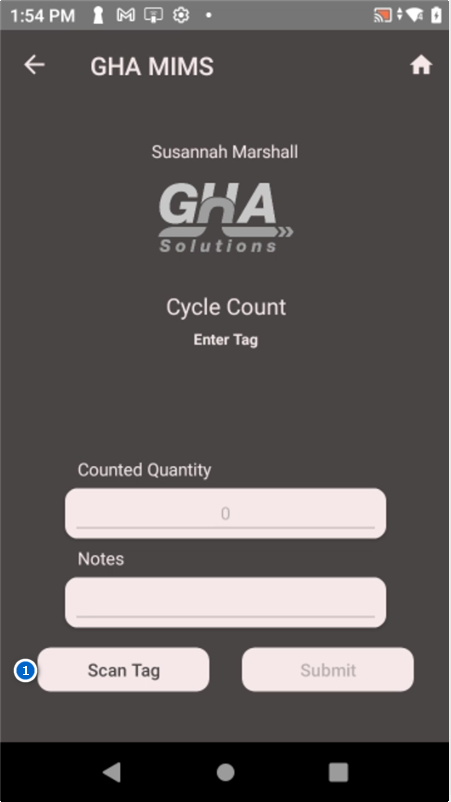 1:54 PM
GHA MIMS
Susannah Marshall
GHA
Solutions
Cycle Count
Enter Tag
Counted Quantity
0
Notes
1
Scan Tag
Submit